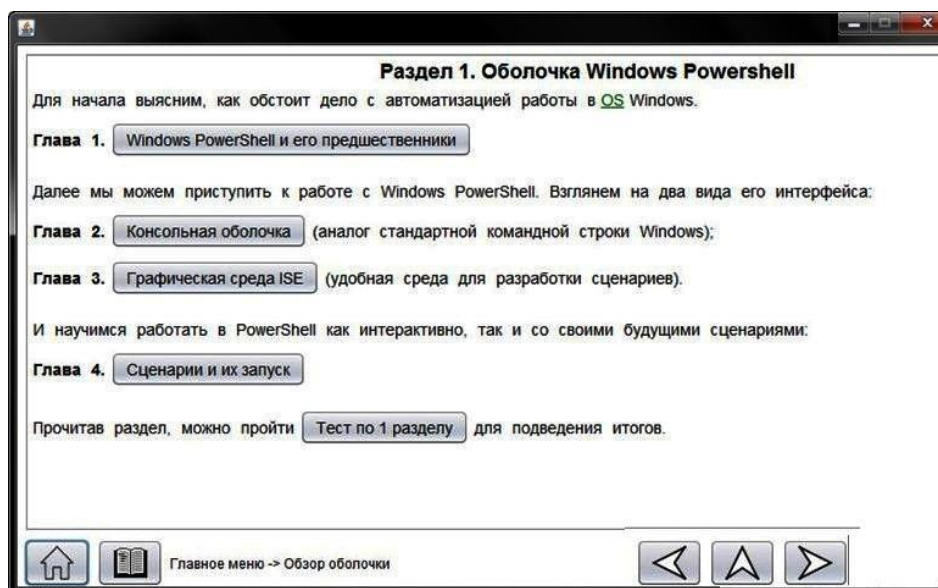 Раздел 1. Оболочка Windows Powershell
Для начала выясним, как обстоит дело с автоматизацией работы в OS Windows.
Глава 1. Windows PowerShell и его предшественники
Далее мы можем приступить к работе с Windows PowerShell. Взглянем на два вида его интерфейса:
Глава 2. Консольная оболочка (аналог стандартной командной строки Windows);
Глава 3. Графическая среда ISE (удобная среда для разработки сценариев).
И научимся работать в PowerShell как интерактивно, так и со своими будущими сценариями:
Глава 4. Сценарии и их запуск
Прочитав раздел, можно пройти Тест по 1 разделу для подведения итогов.
Главное меню -> Обзор оболочки